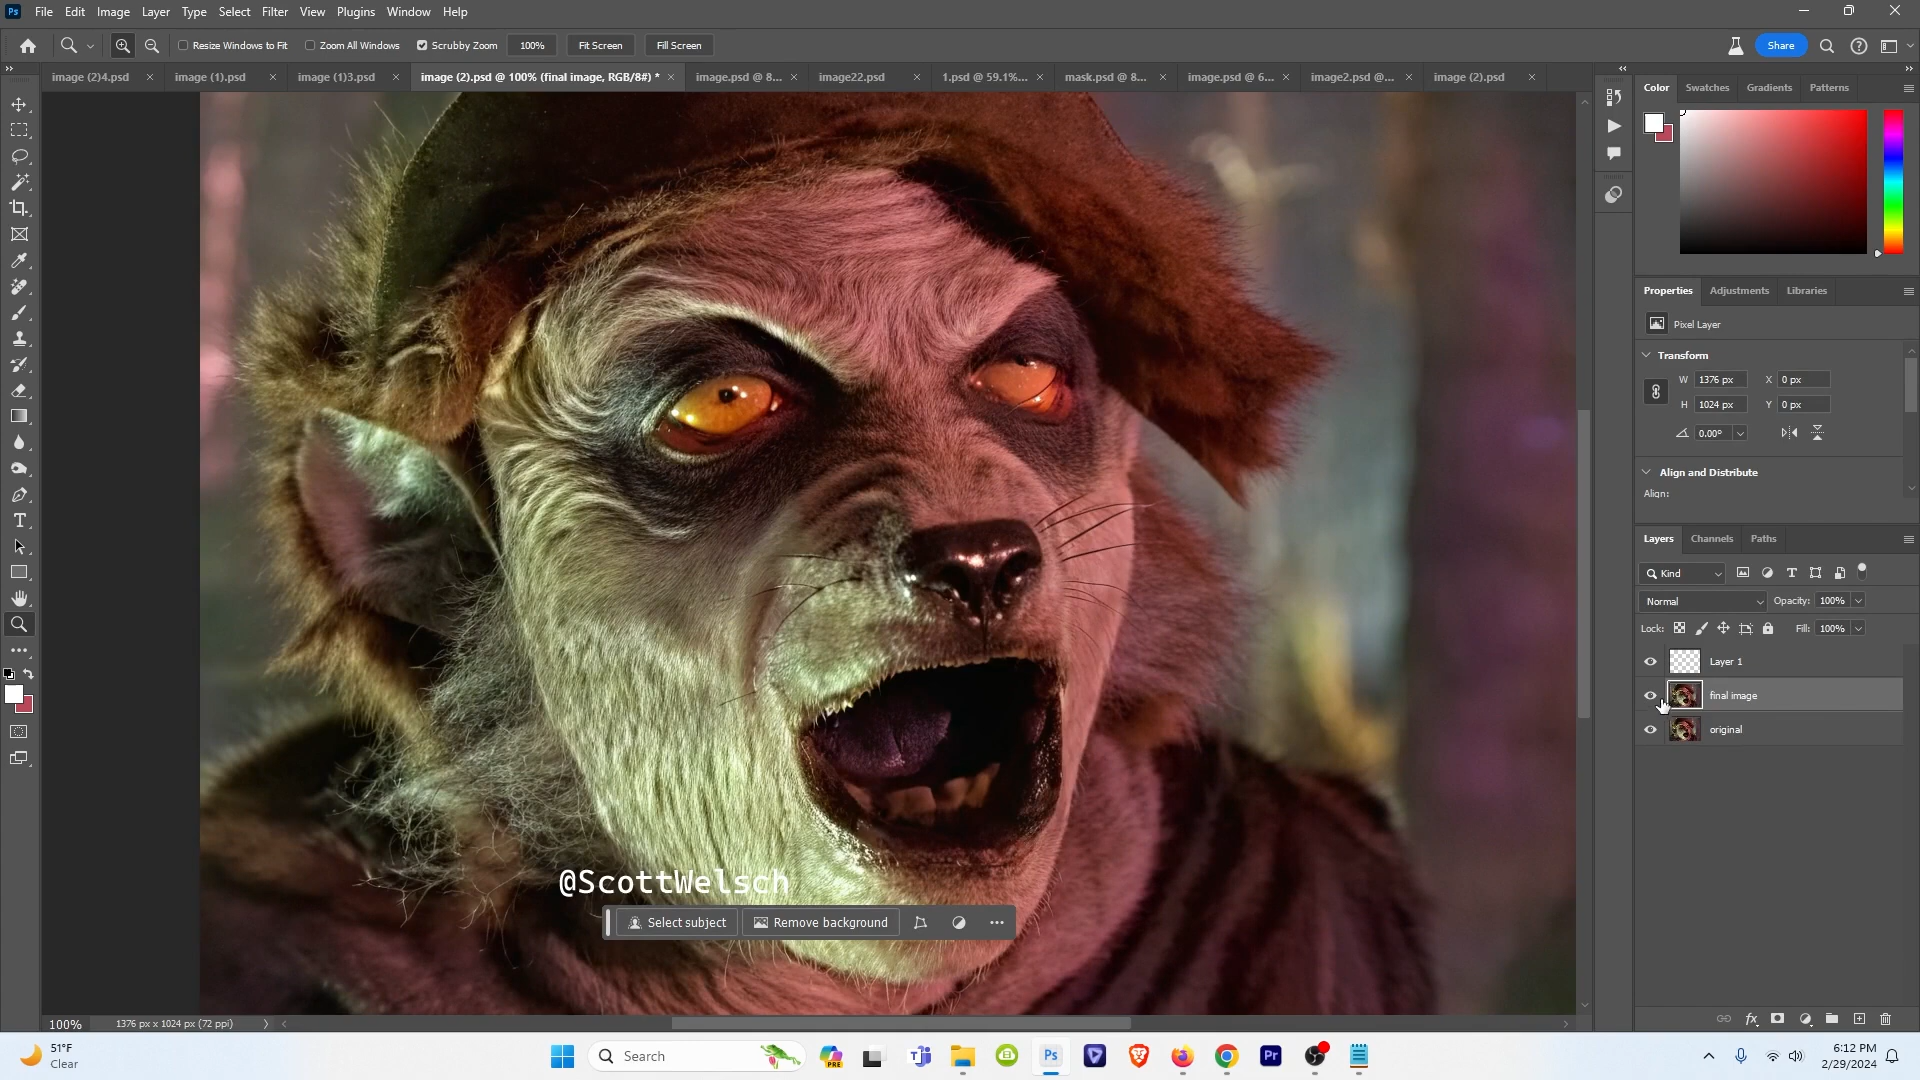 Ps File Edit Image Layer Type Select Filter View Plugins Window Help
Resize Windows to Fit Zoom All Windows Scrubby Zoom 100% Fit Screen Fill Screen Share
image (2)4.psd image (1).psd image (1)3.psd image (2).psd @ 100% (final image, RGB/8#) * image.psd @ 8... image22.psd 1.psd @ 59.1%... mask.psd @ 8... image.psd @ 6... image2.psd @... image (2).psd
Color Swatches Gradients Patterns
Properties Adjustments Libraries
Pixel Layer
Transform
W 1376 px X 0 px
H 1024 px Y 0 px
0.00°
Align and Distribute
Align:
Layers Channels Paths
Kind
Normal Opacity: 100%
Lock: Fill: 100%
Layer 1
final image
original
@ScottWelsch
Select subject Remove background
100% 1376 px x 1024 px (72 ppi)
51°F
Clear
Search
PRE
Ps
Pr
6:12 PM
2/29/2024